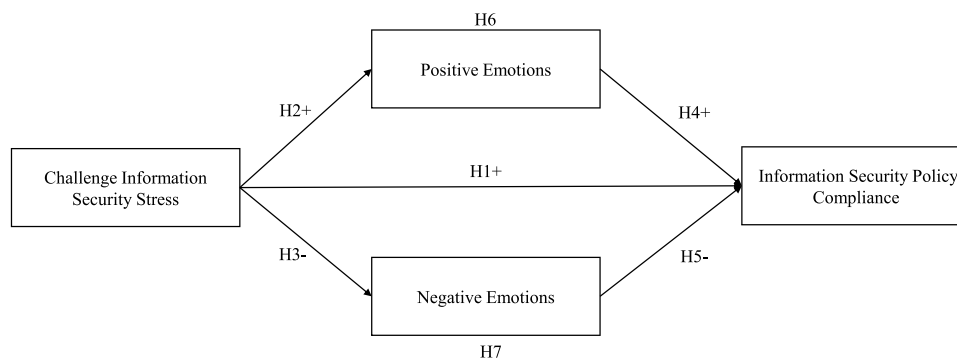 H6
Positive Emotions
H2+
H4+
Challenge Information
Security Stress
H1+
Information Security Policy
Compliance
H3-
H5-
Negative Emotions
H7